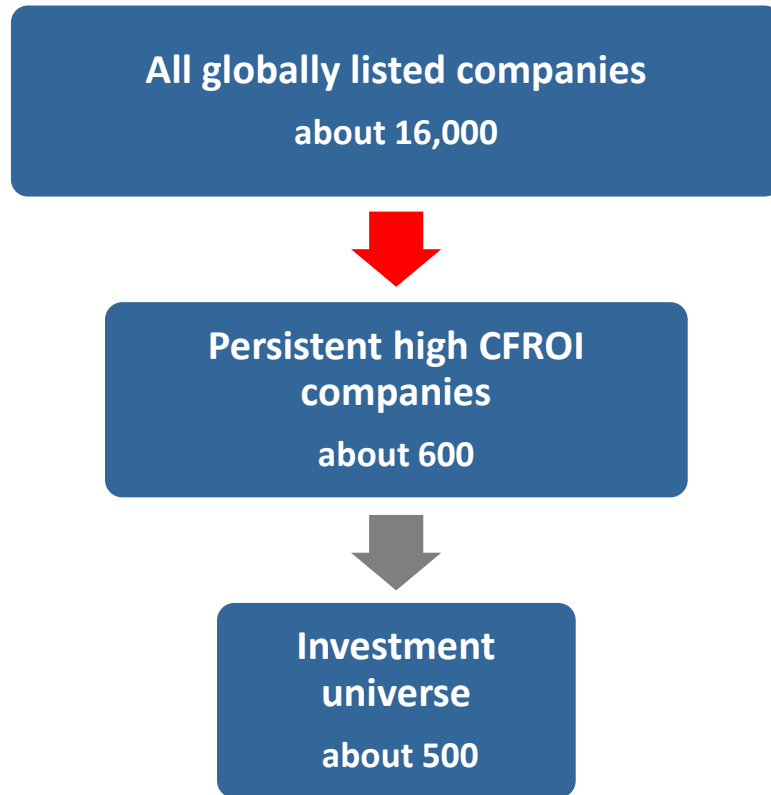 All globally listed companies
about 16,000
Persistent high CFROI
companies
about 600
Investment
universe
about 500